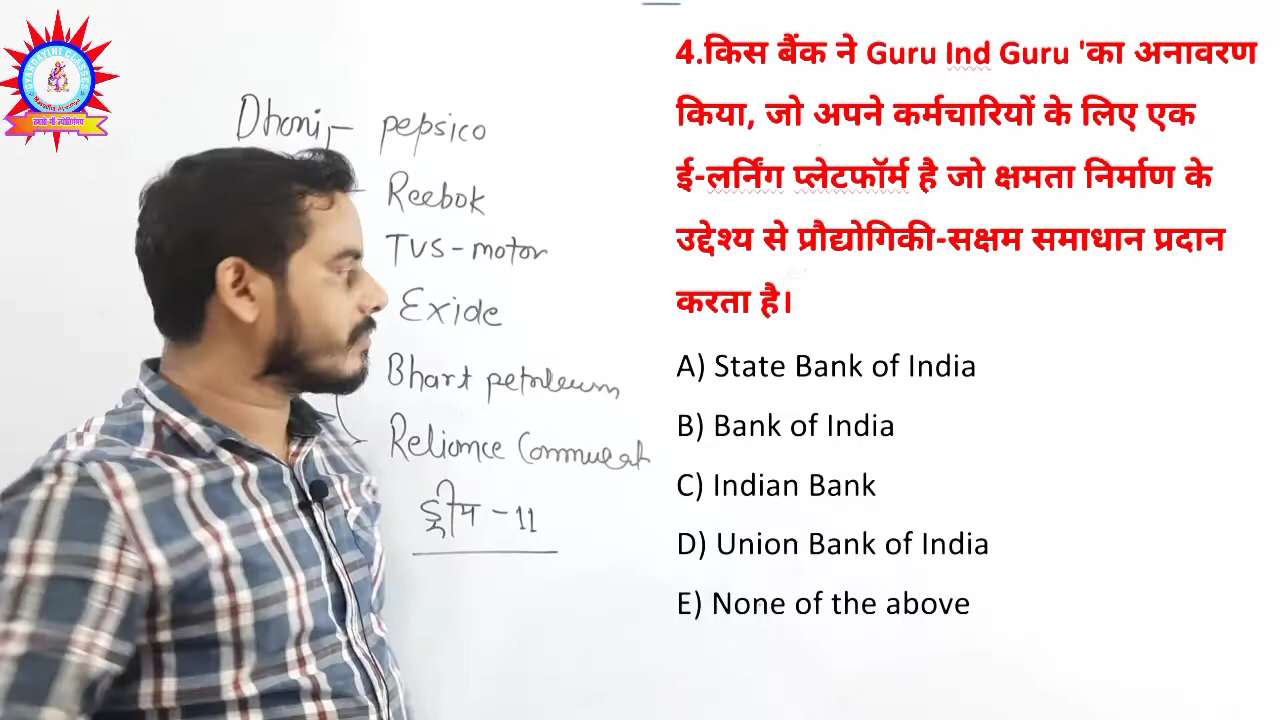 Dhoni - pepsico
Reebok
TVS - motor
Exide
Bhart petroleum
Reliance
ड्रीम - 11
4.किस बैंक ने Guru Ind Guru 'का अनावरण
किया, जो अपने कर्मचारियों के लिए एक
ई-लर्निंग प्लेटफॉर्म है जो क्षमता निर्माण के
उद्देश्य से प्रौद्योगिकी-सक्षम समाधान प्रदान
करता है।
A) State Bank of India
B) Bank of India
C) Indian Bank
D) Union Bank of India
E) None of the above